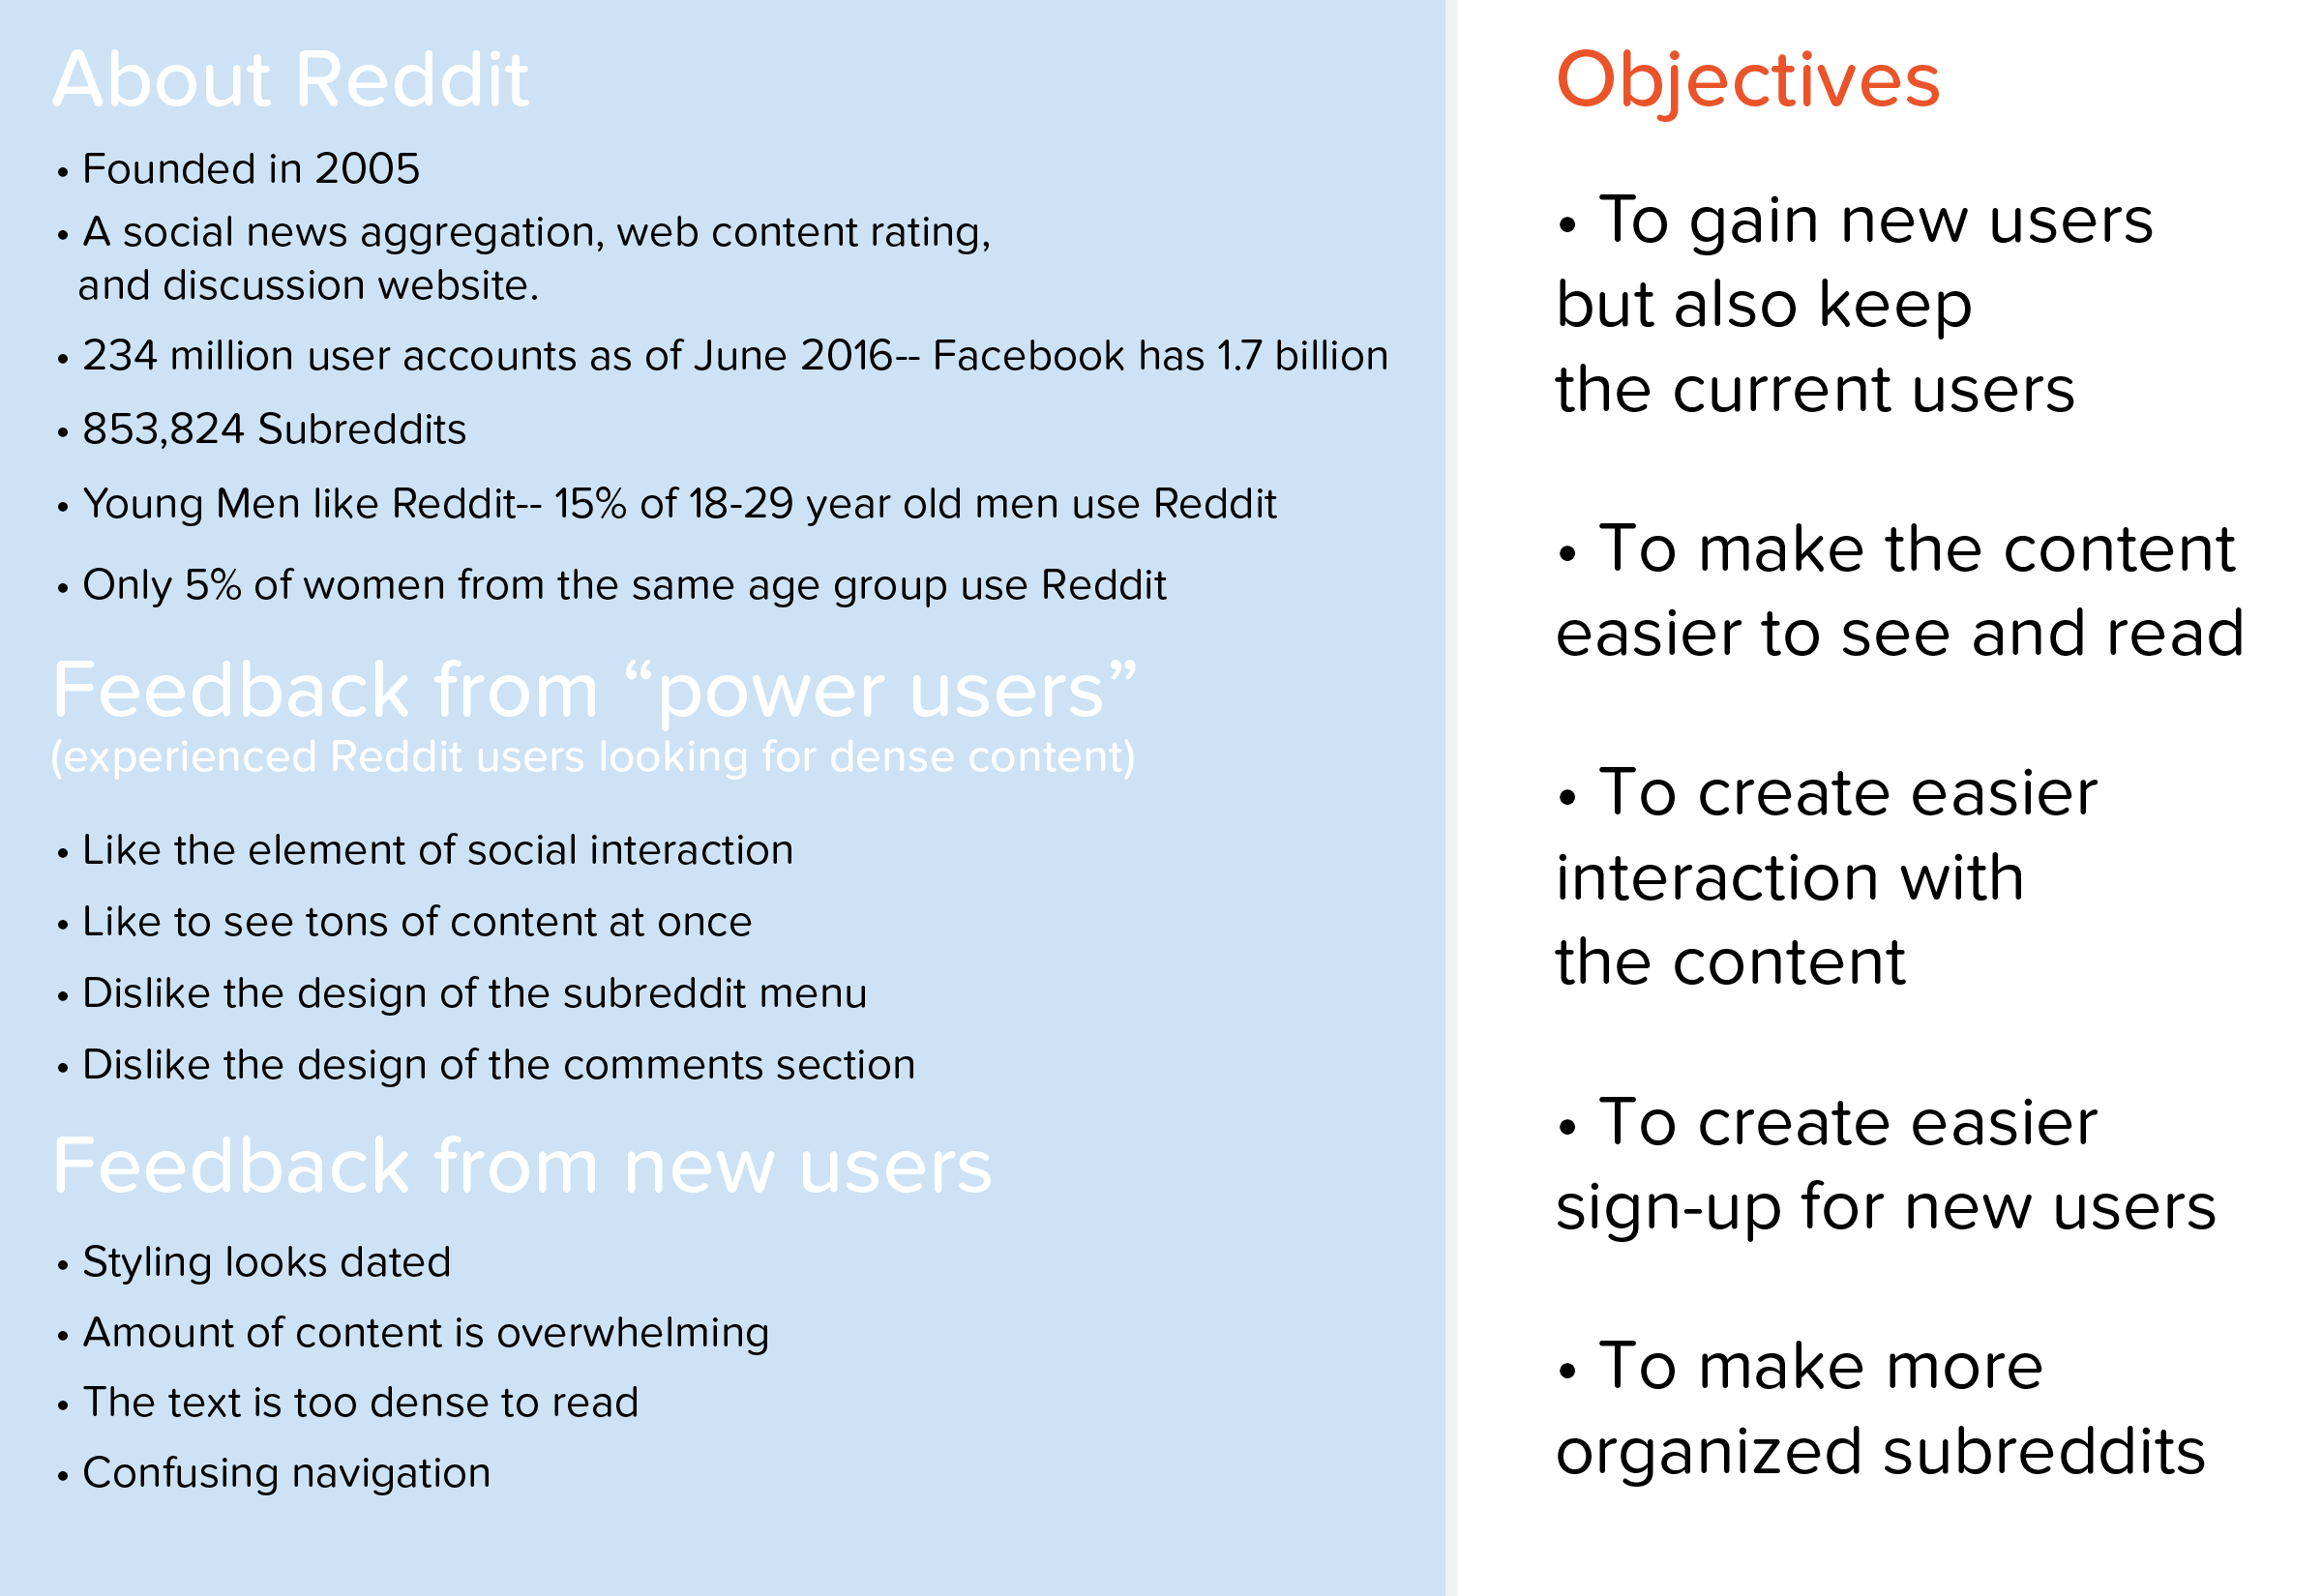 About Reddit
• Founded in 2005
• A social news aggregation, web content rating,
and discussion website.
• 234 million user accounts as of June 2016-- Facebook has 1.7 billion
• 853,824 Subreddits
• Young Men like Reddit-- 15% of 18-29 year old men use Reddit
• Only 5% of women from the same age group use Reddit
Feedback from “power users”
(experienced Reddit users looking for dense content)
• Like the element of social interaction
• Like to see tons of content at once
• Dislike the design of the subreddit menu
• Dislike the design of the comments section
Feedback from new users
• Styling looks dated
• Amount of content is overwhelming
• The text is too dense to read
• Confusing navigation
Objectives
• To gain new users
but also keep
the current users
• To make the content
easier to see and read
• To create easier
interaction with
the content
• To create easier
sign-up for new users
• To make more
organized subreddits